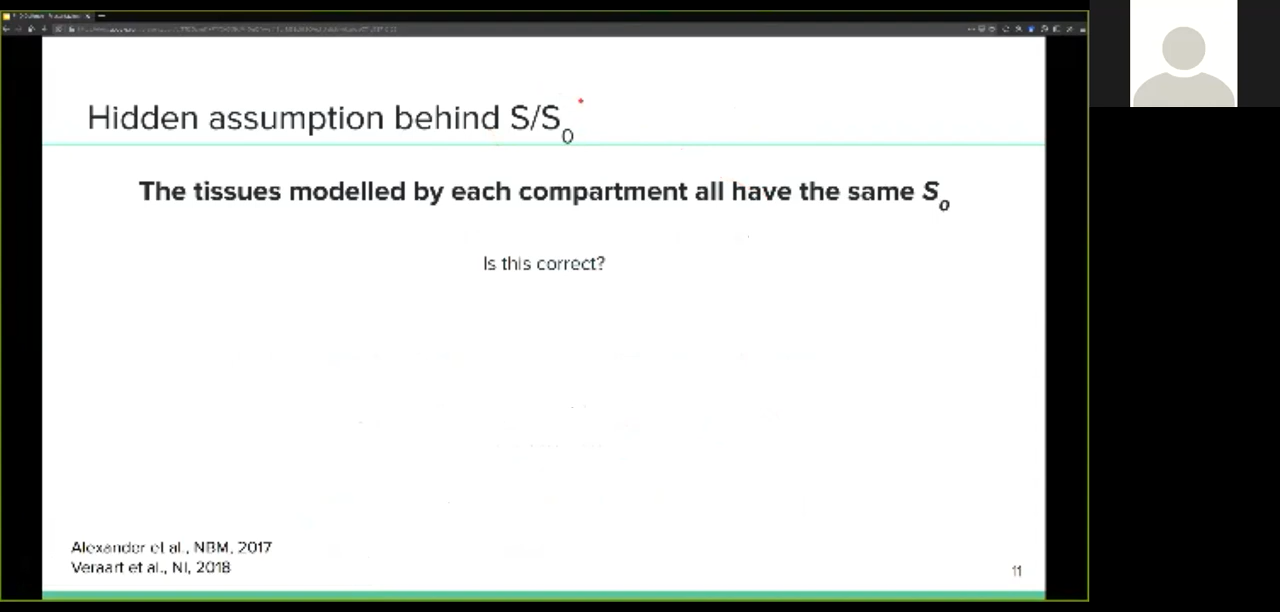 Hidden assumption behind S/S0
The tissues modelled by each compartment all have the same So
Is this correct?
Alexander et al., NBM, 2017
Veraart et al., NI, 2018
11